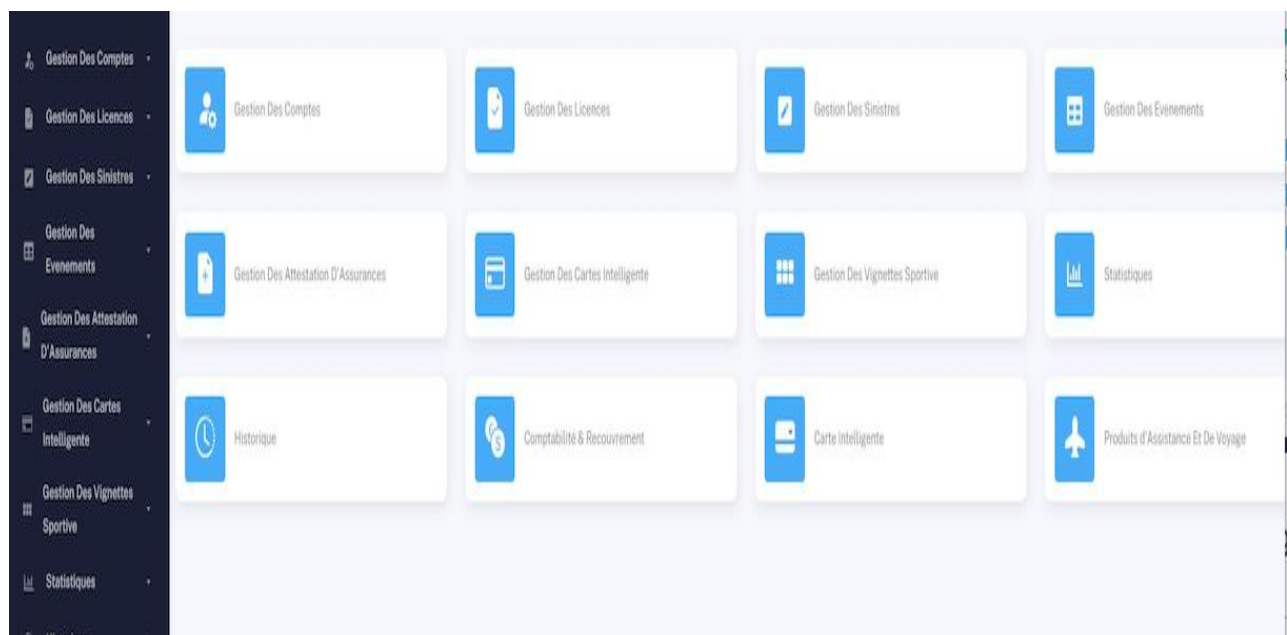 Gestion Des Comptes
Gestion Des Licences
Gestion Des Sinistres
Gestion Des
Evenements
Gestion Des Attestation
D'Assurances
Gestion Des Cartes
Intelligente
Gestion Des Vignettes
Sportive
Statistiques
Gestion Des Comptes
Gestion Des Licences
Gestion Des Sinistres
Gestion Des Evenements
Gestion Des Attestation D'Assurances
Gestion Des Cartes Intelligente
Gestion Des Vignettes Sportive
Statistiques
Historique
Comptabilité & Recouvrement
Carte Intelligente
Produits d'Assistance Et De Voyage